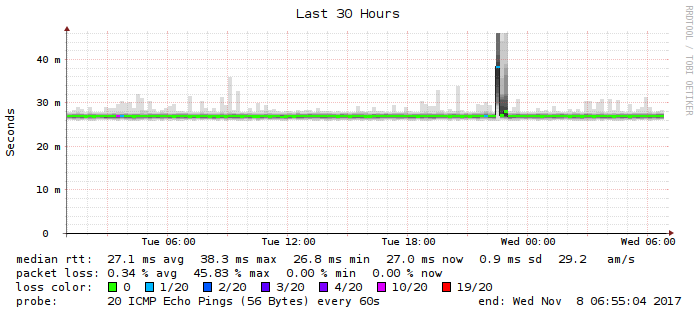 Last 30 Hours
RRDTOOL / TOBI OETIKER
Seconds
40 m
30 m
20 m
10 m
0
Tue 06:00 Tue 12:00 Tue 18:00 Wed 00:00 Wed 06:00
median rtt: 27.1 ms avg 38.3 ms max 26.8 ms min 27.0 ms now 0.9 ms sd 29.2 am/s
packet loss: 0.34 % avg 45.83 % max 0.00 % min 0.00 % now
loss color: 0 1/20 2/20 3/20 4/20 10/20 19/20
probe: 20 ICMP Echo Pings (56 Bytes) every 60s end: Wed Nov 8 06:55:04 2017